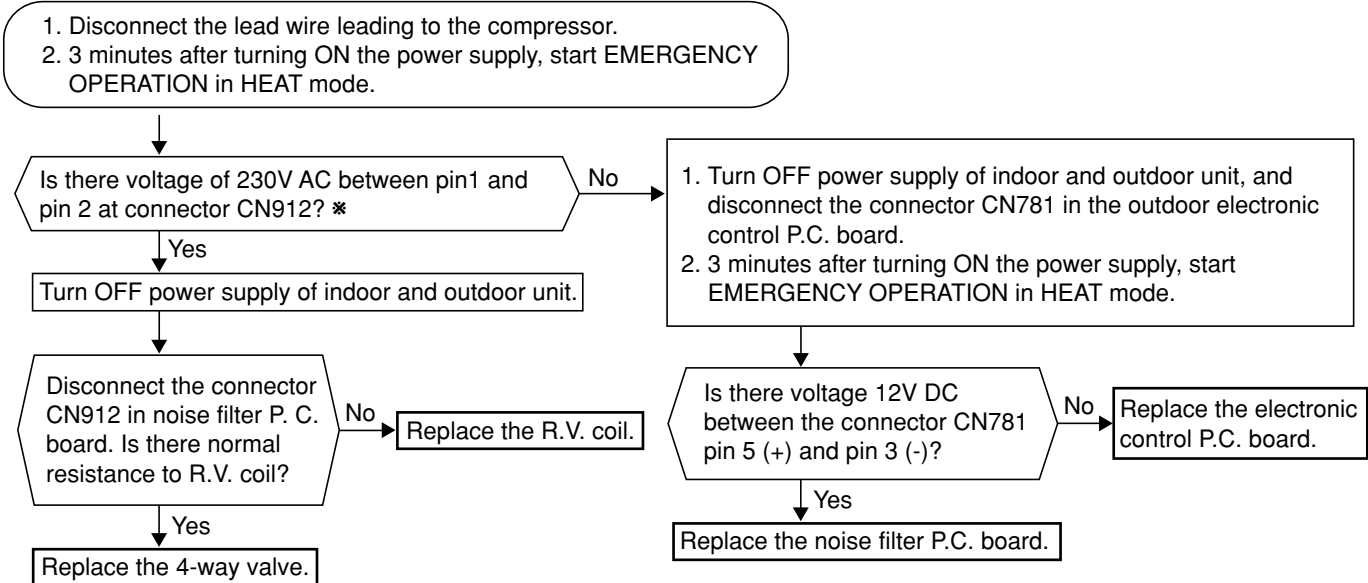 1. Disconnect the lead wire leading to the compressor.
2. 3 minutes after turning ON the power supply, start EMERGENCY
OPERATION in HEAT mode.
Is there voltage of 230V AC between pin1 and
pin 2 at connector CN912? ※
No
Yes
Turn OFF power supply of indoor and outdoor unit.
Disconnect the connector
CN912 in noise filter P. C.
board. Is there normal
resistance to R.V. coil?
No
Replace the R.V. coil.
Yes
Replace the 4-way valve.
1. Turn OFF power supply of indoor and outdoor unit, and
disconnect the connector CN781 in the outdoor electronic
control P.C. board.
2. 3 minutes after turning ON the power supply, start
EMERGENCY OPERATION in HEAT mode.
Is there voltage 12V DC
between the connector CN781
pin 5 (+) and pin 3 (-)?
No
Replace the electronic
control P.C. board.
Yes
Replace the noise filter P.C. board.